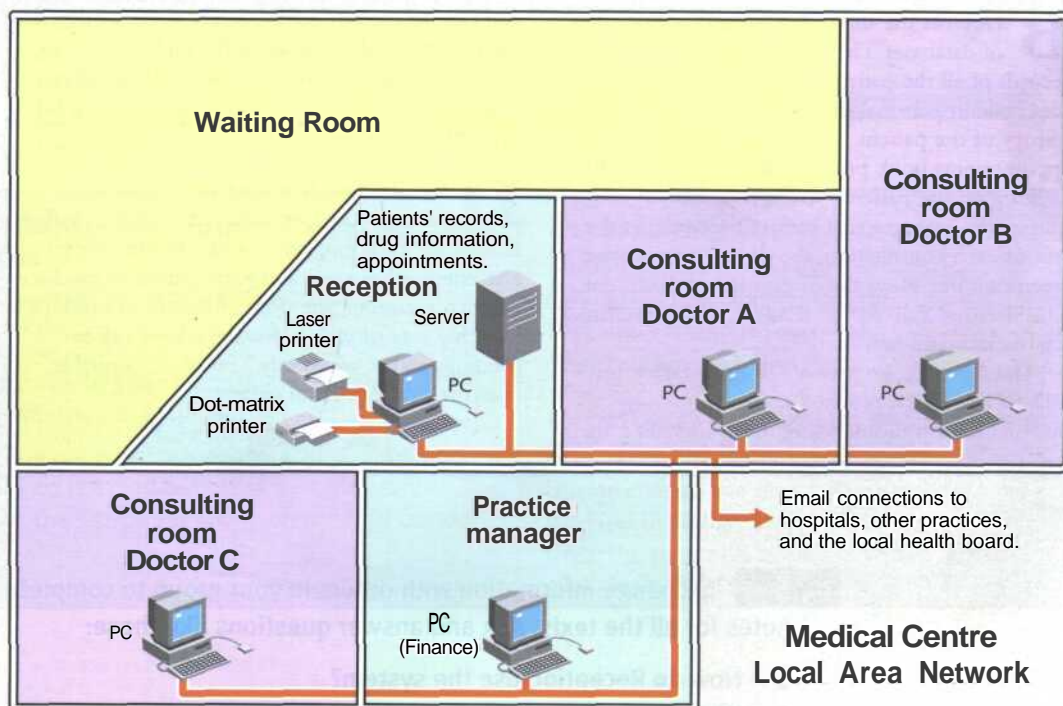 Waiting Room
Consulting
room
Doctor B
Patients' records,
drug information,
appointments.
Reception
Laser
printer
Server
PC
Dot-matrix
printer
Consulting
room
Doctor A
PC
PC
Consulting
room
Doctor C
PC
Practice
manager
PC
(Finance)
Email connections to
hospitals, other practices,
and the local health board.
Medical Centre
Local Area Network